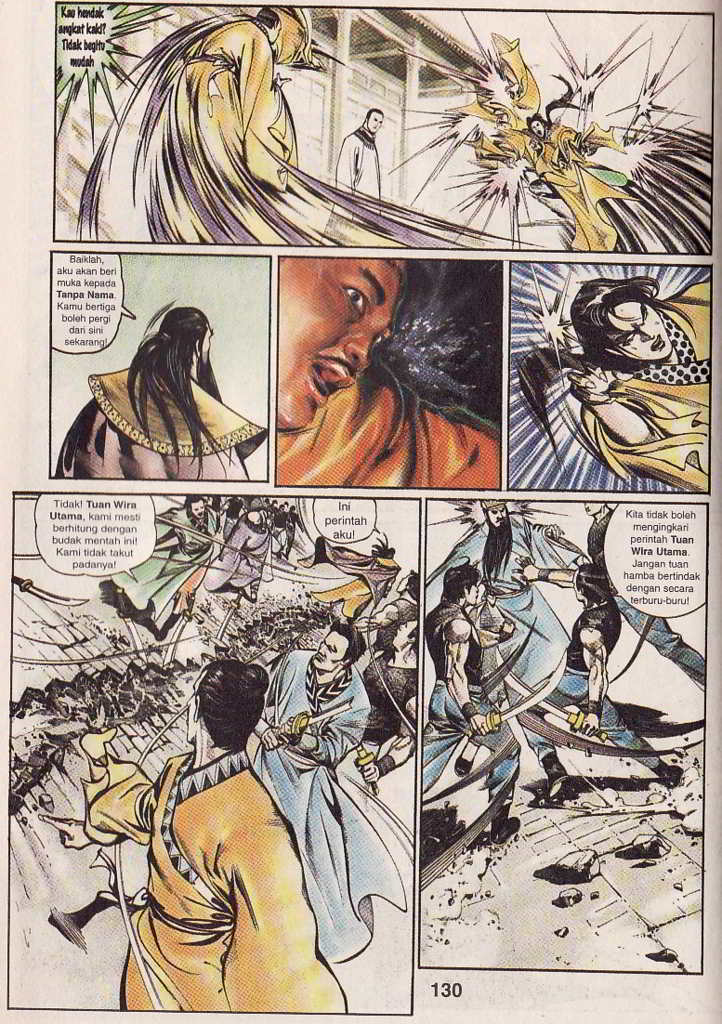 Kau hendak
angkat kaki?
Tidak begitu
mudah
Baiklah,
aku akan beri
muka kepada
Tanpa Nama.
Kamu bertiga
boleh pergi
dari sini
sekarang!
Tidak! Tuan Wira
Utama, kami mesti
berhitung dengan
budak mentah ini!
Kami tidak takut
padanya!
Ini
perintah
aku!
Kita tidak boleh
mengingkari
perintah Tuan
Wira Utama.
Jangan tuan
hamba bertindak
dengan secara
terburu-buru!
130